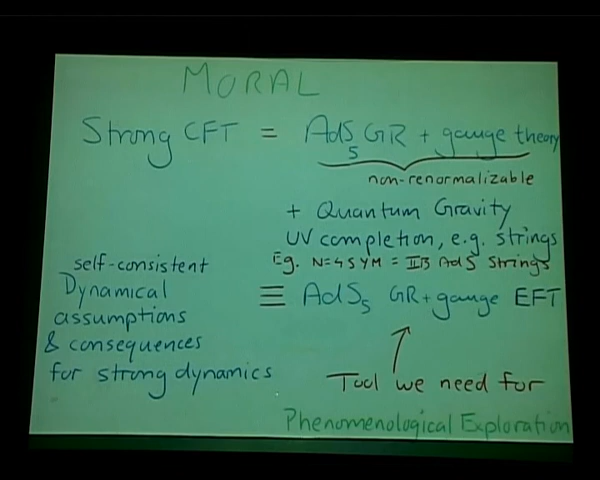 MORAL
Strong CFT = AdS5 GR + gauge theory
non-renormalizable
+ Quantum Gravity
UV completion, e.g. strings
Eg. N=4 SYM = IIB AdS Strings
≡ AdS5 GR + gauge EFT
self-consistent
Dynamical
assumptions
& consequences
for strong dynamics
Tool we need for
Phenomenological Exploration